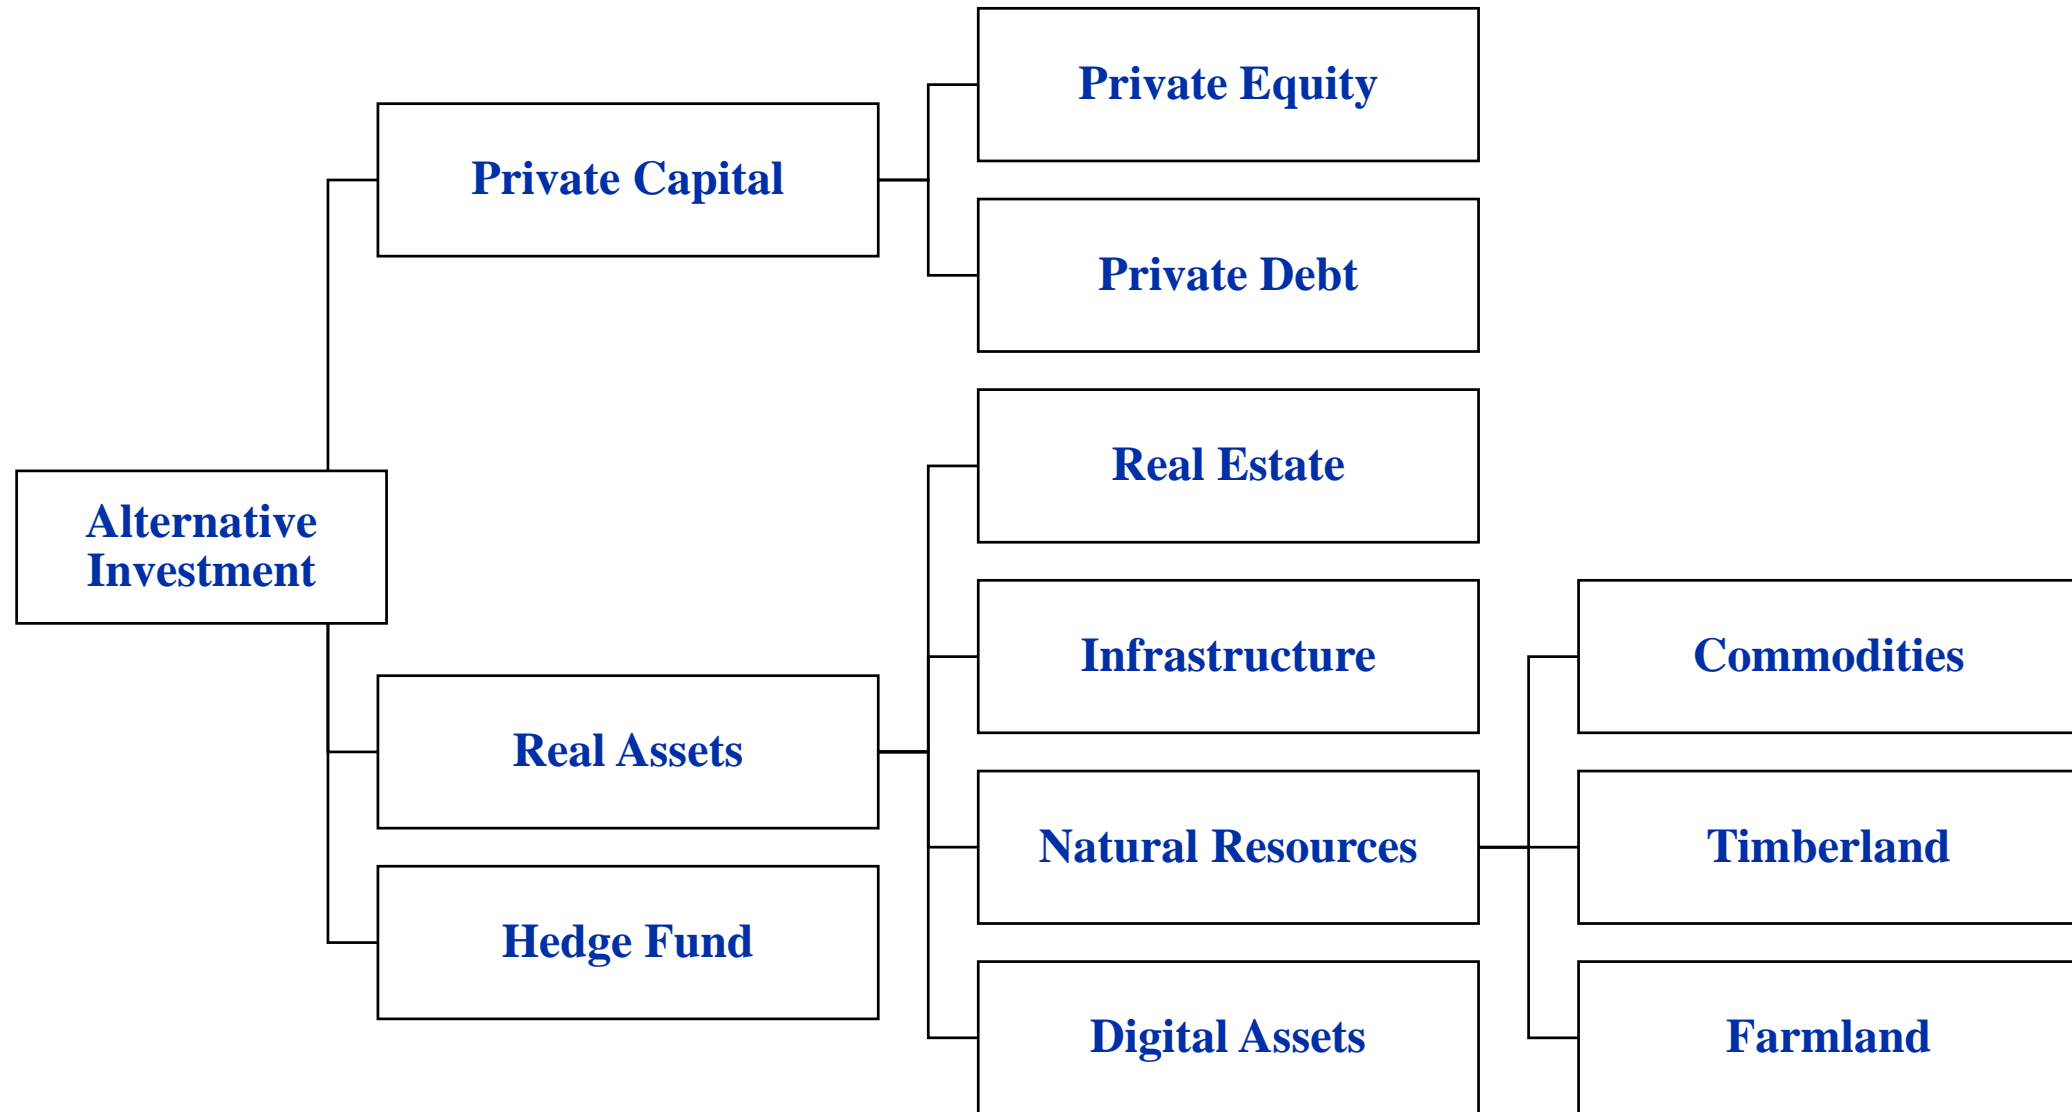 Private Equity
Private Capital
Private Debt
Real Estate
Alternative
Investment
Infrastructure
Commodities
Real Assets
Natural Resources
Timberland
Hedge Fund
Digital Assets
Farmland